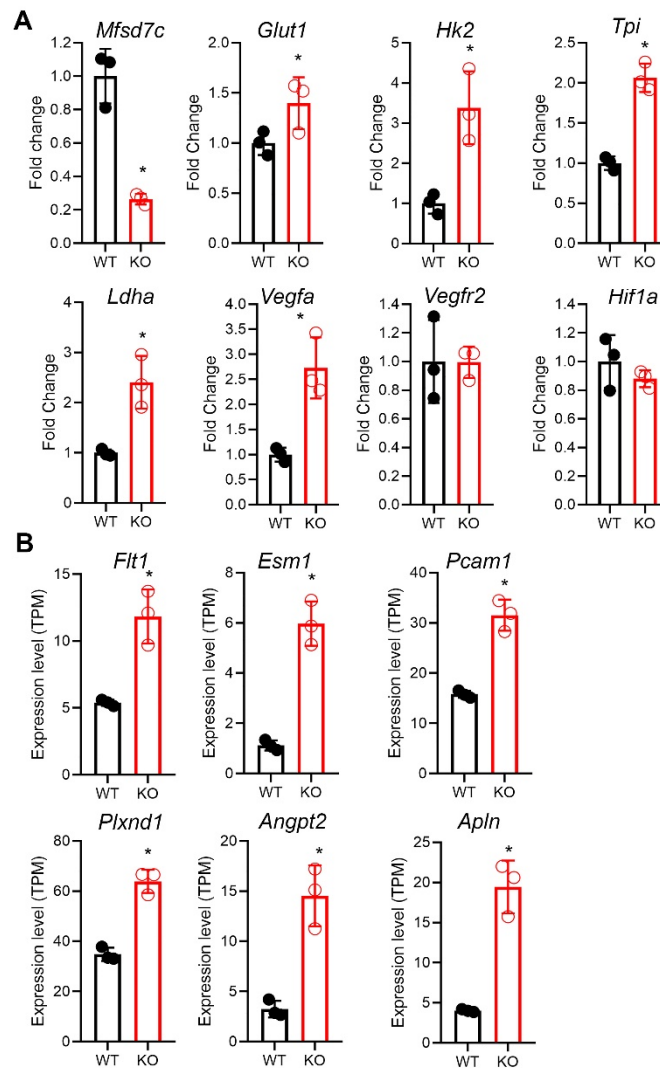 A
Mfsd7c Glut1 Hk2 Tpi
* * * *
Fold Change Fold Change Fold Change Fold Change
1.2 1.0 0.8 0.6 0.4 0.2 0.0
2.0 1.5 1.0 0.5 0.0
5 4 3 2 1 0
2.5 2.0 1.5 1.0 0.5 0.0
WT KO WT KO WT KO WT KO
Ldha Vegfa Vegfr2 Hif1a
* *
Fold Change Fold Change Fold Change Fold Change
4 3 2 1 0
4.0 3.5 3.0 2.5 2.0 1.5 1.0 0.5 0.0
1.4 1.2 1.0 0.8 0.6 0.4 0.2 0.0
1.4 1.2 1.0 0.8 0.6 0.4 0.2 0.0
WT KO WT KO WT KO WT KO
B
Flt1 Esm1 Pcam1
* * *
Expression level (TPM) Expression level (TPM) Expression level (TPM)
15 10 5 0
8 6 4 2 0
40 30 20 10 0
WT KO WT KO WT KO
Plxnd1 Angpt2 Apln
* * *
Expression level (TPM) Expression level (TPM) Expression level (TPM)
80 60 40 20 0
20 15 10 5 0
25 20 15 10 5 0
WT KO WT KO WT KO